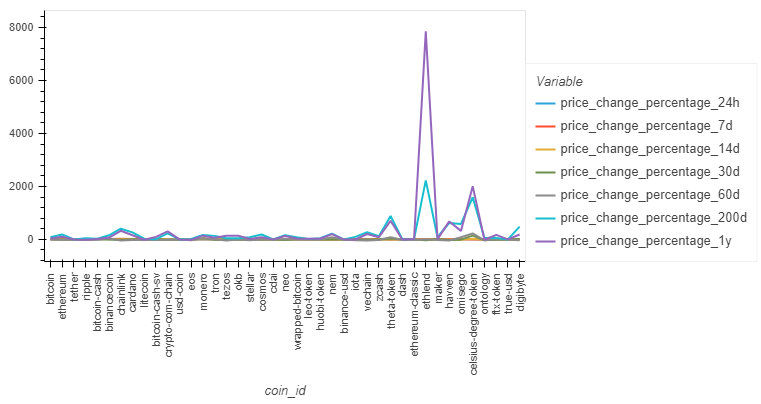 8000
6000
4000
2000
0
bitcoin
ethereum
tether
ripple
bitcoin-cash
binancecoin
chainlink
cardano
litecoin
bitcoin-cash-sv
crypto-com-chain
usd-coin
eos
monero
tron
tezos
okb
stellar
cosmos
cdai
neo
wrapped-bitcoin
leo-token
huobi-token
nem
binance-usd
iota
vechain
zcash
theta-token
dash
ethereum-classic
ethlend
maker
havven
omisego
celsius-degree-token
ontology
ftx-token
true-usd
digibyte
coin_id
Variable
price_change_percentage_24h
price_change_percentage_7d
price_change_percentage_14d
price_change_percentage_30d
price_change_percentage_60d
price_change_percentage_200d
price_change_percentage_1y